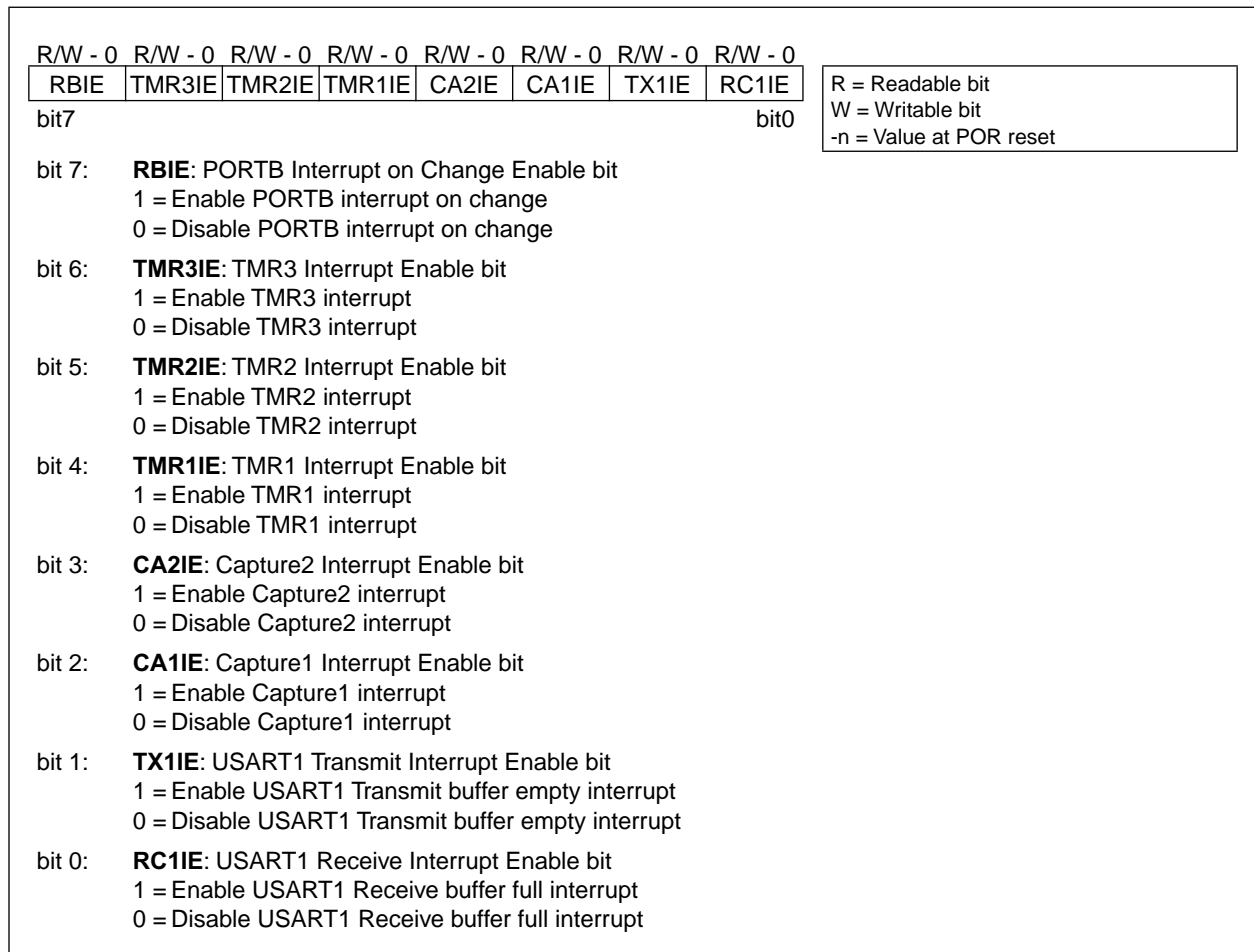 R/W - 0 R/W - 0 R/W - 0 R/W - 0 R/W - 0 R/W - 0 R/W - 0 R/W - 0
RBIE TMR3IE TMR2IE TMR1IE CA2IE CA1IE TX1IE RC1IE
bit7 bit0
R = Readable bit
W = Writable bit
-n = Value at POR reset
bit 7: RBIE: PORTB Interrupt on Change Enable bit
1 = Enable PORTB interrupt on change
0 = Disable PORTB interrupt on change
bit 6: TMR3IE: TMR3 Interrupt Enable bit
1 = Enable TMR3 interrupt
0 = Disable TMR3 interrupt
bit 5: TMR2IE: TMR2 Interrupt Enable bit
1 = Enable TMR2 interrupt
0 = Disable TMR2 interrupt
bit 4: TMR1IE: TMR1 Interrupt Enable bit
1 = Enable TMR1 interrupt
0 = Disable TMR1 interrupt
bit 3: CA2IE: Capture2 Interrupt Enable bit
1 = Enable Capture2 interrupt
0 = Disable Capture2 interrupt
bit 2: CA1IE: Capture1 Interrupt Enable bit
1 = Enable Capture1 interrupt
0 = Disable Capture1 interrupt
bit 1: TX1IE: USART1 Transmit Interrupt Enable bit
1 = Enable USART1 Transmit buffer empty interrupt
0 = Disable USART1 Transmit buffer empty interrupt
bit 0: RC1IE: USART1 Receive Interrupt Enable bit
1 = Enable USART1 Receive buffer full interrupt
0 = Disable USART1 Receive buffer full interrupt